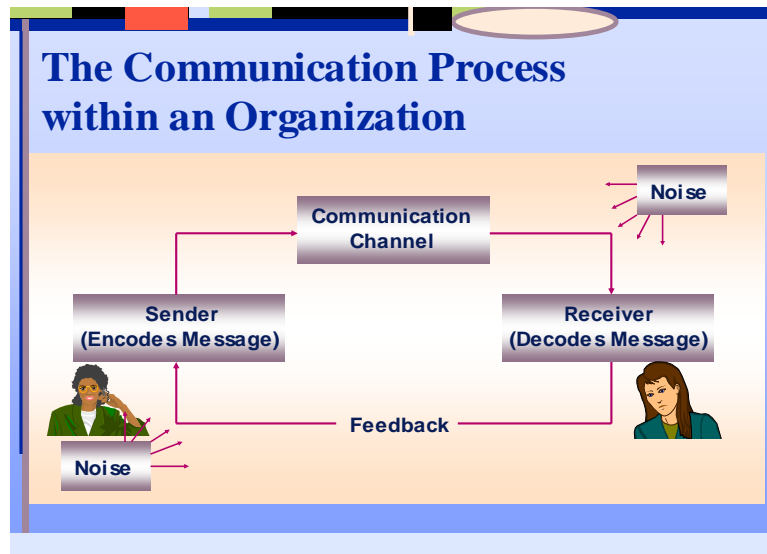 The Communication Process
within an Organization
Noise
Communication
Channel
Sender
(Encodes Message)
Receiver
(Decodes Message)
Feedback
Noise